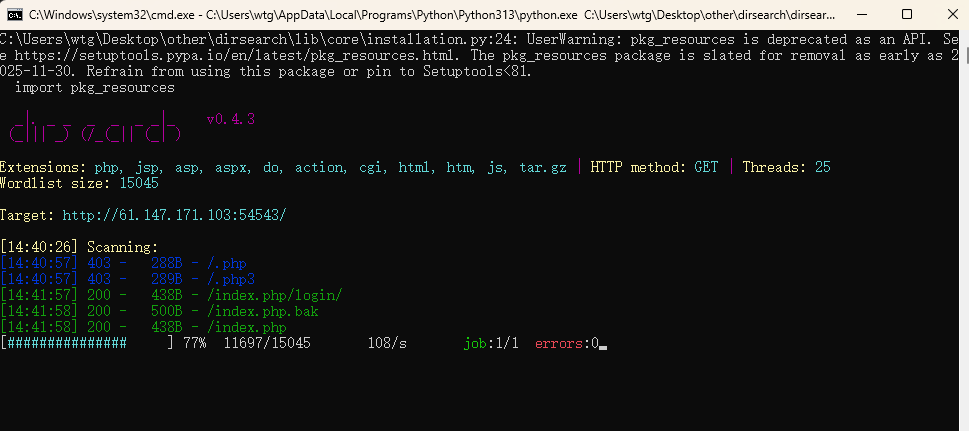 C:\Windows\system32\cmd.exe - C:\Users\wtg\AppData\Local\Programs\Python\Python313\python.exe C:\Users\wtg\Desktop\other\dirsearch\dirsear...
C:\Users\wtg\Desktop\other\dirsearch\lib\core\installation.py:24: UserWarning: pkg_resources is deprecated as an API. Se
e https://setuptools.pypa.io/en/latest/pkg_resources.html. The pkg_resources package is slated for removal as early as 2
025-11-30. Refrain from using this package or pin to Setuptools<81.
import pkg_resources
dirsearch v0.4.3
Extensions: php, jsp, asp, aspx, do, action, cgi, html, htm, js, tar.gz | HTTP method: GET | Threads: 25
Wordlist size: 15045
Target: http://61.147.171.103:54543/
[14:40:26] Scanning:
[14:40:57] 403 - 288B - /.php
[14:40:57] 403 - 289B - /.php3
[14:41:57] 200 - 438B - /index.php/login/
[14:41:58] 200 - 500B - /index.php.bak
[14:41:58] 200 - 438B - /index.php
[############### ] 77% 11697/15045 108/s job:1/1 errors:0